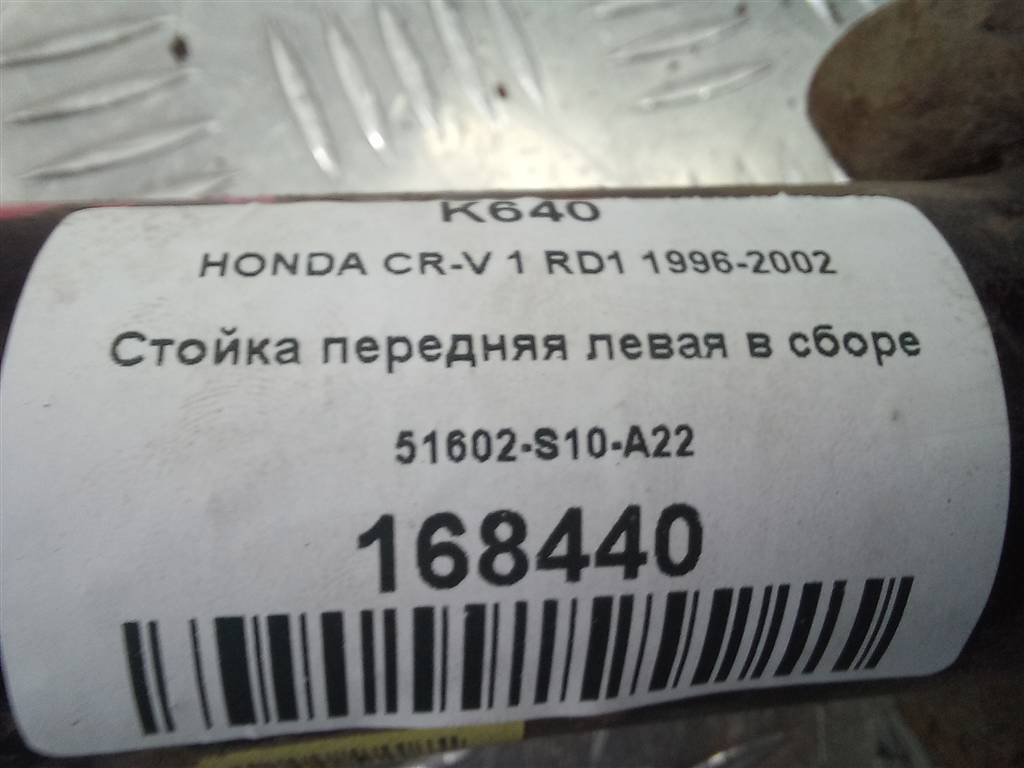 K640
HONDA CR-V 1 RD1 1996-2002
Стойка передняя левая в сборе
51602-S10-A22
168440